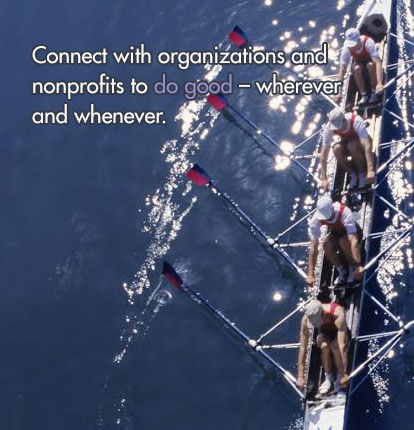 Connect with organizations and
nonprofits to do good – wherever
and whenever.